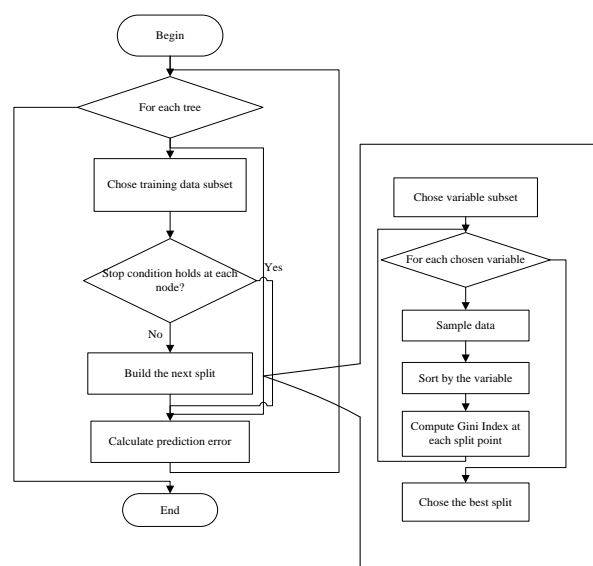 Begin
For each tree
Chose training data subset
Stop condition holds at each
node?
Yes
No
Build the next split
Calculate prediction error
End
Chose variable subset
For each chosen variable
Sample data
Sort by the variable
Compute Gini Index at
each split point
Chose the best split